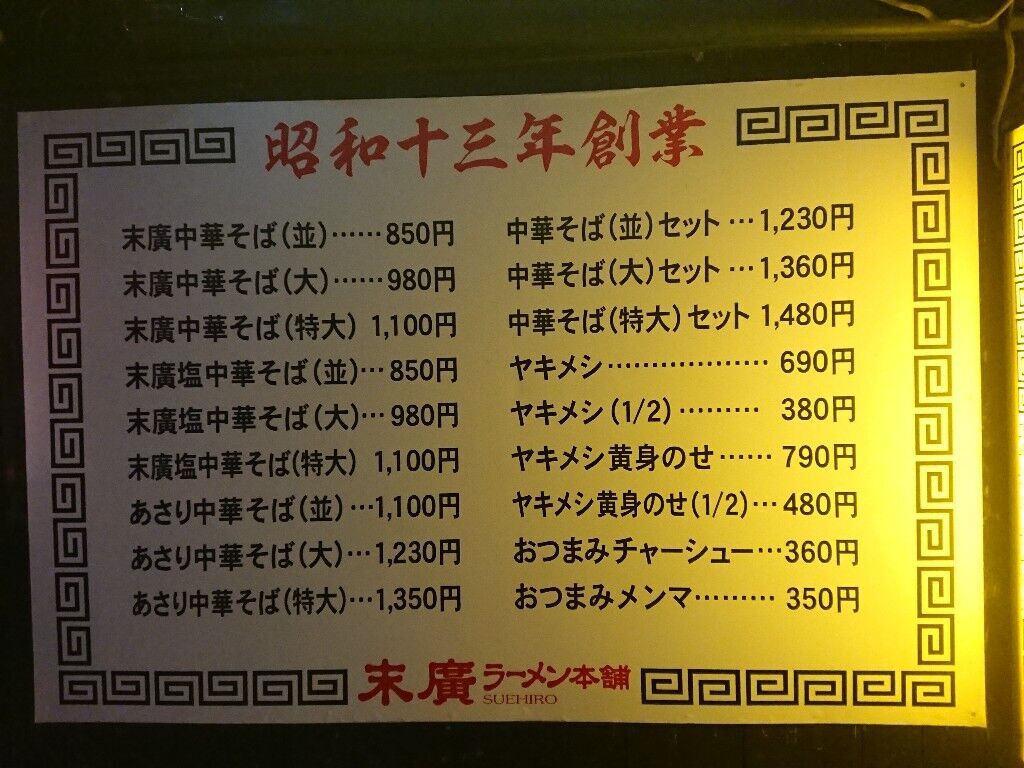 昭和十三年創業
末廣中華そば(並)……850円
末廣中華そば(大)……980円
末廣中華そば(特大) 1,100円
末廣塩中華そば(並)…850円
末廣塩中華そば(大)…980円
末廣塩中華そば(特大) 1,100円
あさり中華そば(並)…1,100円
あさり中華そば(大)…1,230円
あさり中華そば(特大)…1,350円
中華そば(並)セット…1,230円
中華そば(大)セット…1,360円
中華そば(特大)セット 1,480円
ヤキメシ………………690円
ヤキメシ(1/2)………380円
ヤキメシ黄身のせ……790円
ヤキメシ黄身のせ(1/2)…480円
おつまみチャーシュー…360円
おつまみメンマ………350円
末廣ラーメン本舗
SUEHIRO